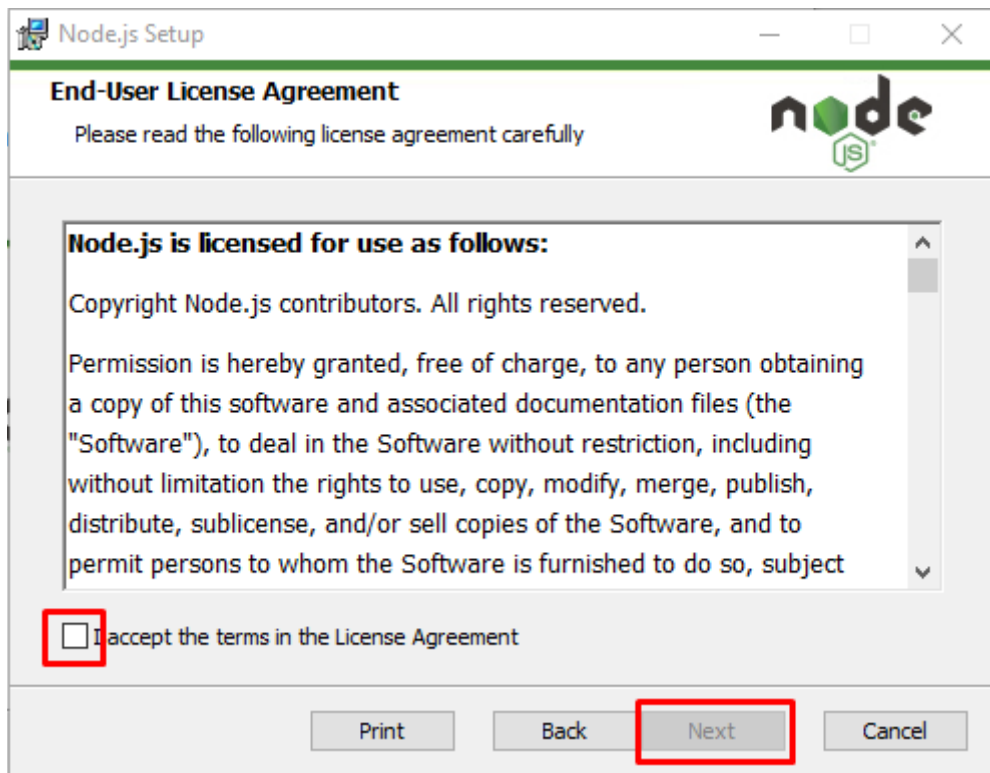 Node.js Setup
End-User License Agreement
Please read the following license agreement carefully
node
JS
Node.js is licensed for use as follows:
Copyright Node.js contributors. All rights reserved.
Permission is hereby granted, free of charge, to any person obtaining
a copy of this software and associated documentation files (the
"Software"), to deal in the Software without restriction, including
without limitation the rights to use, copy, modify, merge, publish,
distribute, sublicense, and/or sell copies of the Software, and to
permit persons to whom the Software is furnished to do so, subject
I accept the terms in the License Agreement
Print Back Next Cancel